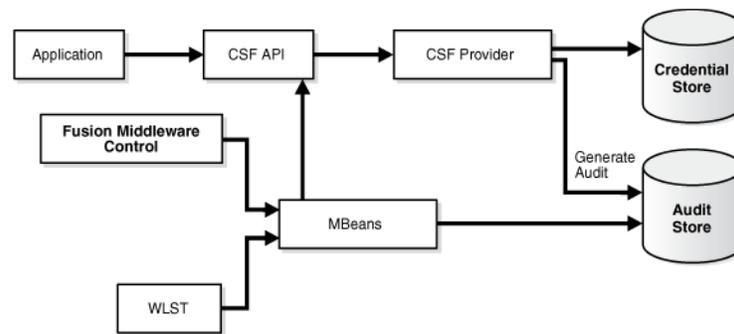 Application
CSF API
CSF Provider
Credential
Store
Fusion Middleware
Control
Generate
Audit
MBeans
Audit
Store
WLST